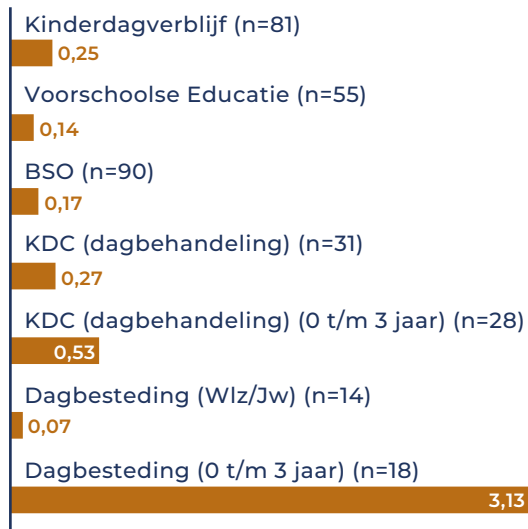 Kinderdagverblijf (n=81)
0,25
Voorschoolse Educatie (n=55)
0,14
BSO (n=90)
0,17
KDC (dagbehandeling) (n=31)
0,27
KDC (dagbehandeling) (0 t/m 3 jaar) (n=28)
0,53
Dagbesteding (Wlz/Jw) (n=14)
0,07
Dagbesteding (0 t/m 3 jaar) (n=18)
3,13